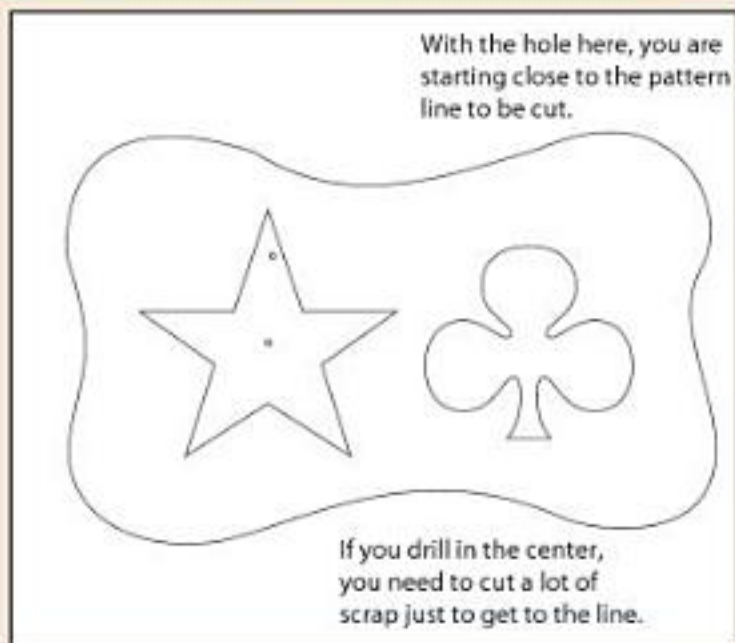 With the hole here, you are
starting close to the pattern
line to be cut.
If you drill in the center,
you need to cut a lot of
scrap just to get to the line.